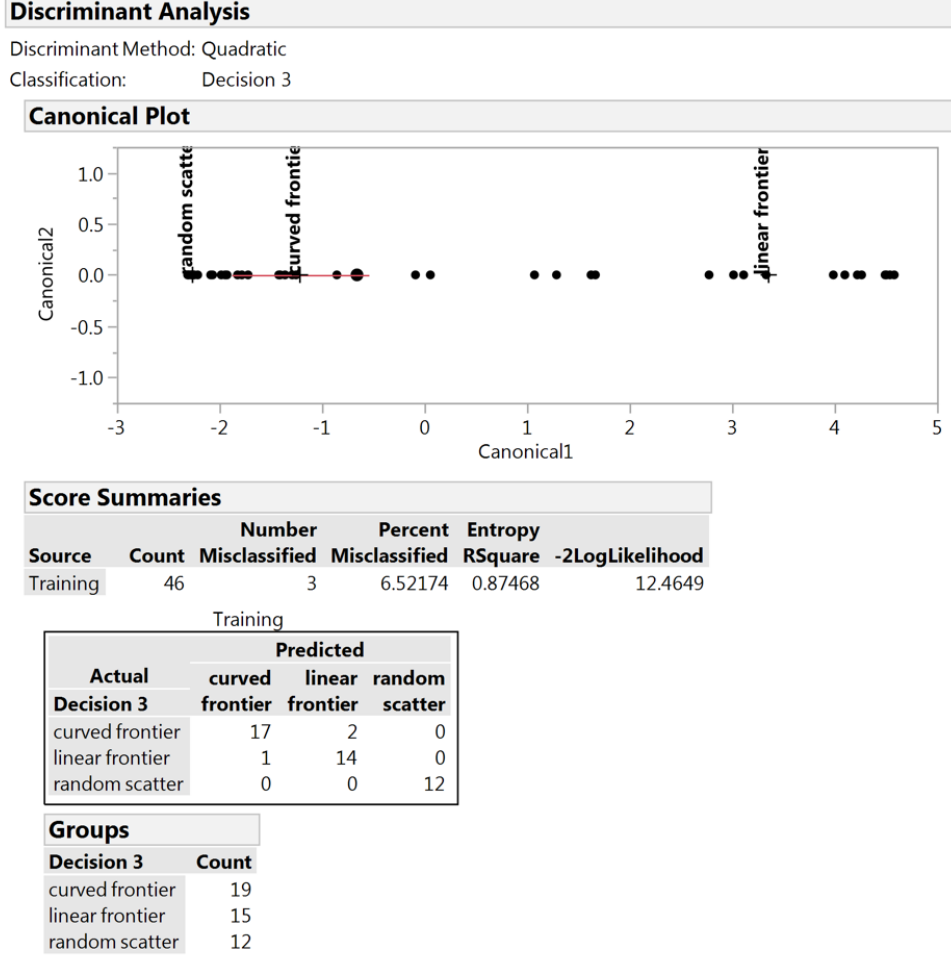 Discriminant Analysis
Discriminant Method: Quadratic
Classification: Decision 3
Canonical Plot
random scatte
curved frontie
linear frontier
1.0
0.5
0.0
-0.5
-1.0
Canonical2
-3 -2 -1 0 1 2 3 4 5
Canonical1
Score Summaries
Number Percent Entropy
Source Count Misclassified Misclassified RSquare -2LogLikelihood
Training 46 3 6.52174 0.87468 12.4649
Training
Predicted
Actual curved linear random
Decision 3 frontier frontier scatter
curved frontier 17 2 0
linear frontier 1 14 0
random scatter 0 0 12
Groups
Decision 3 Count
curved frontier 19
linear frontier 15
random scatter 12